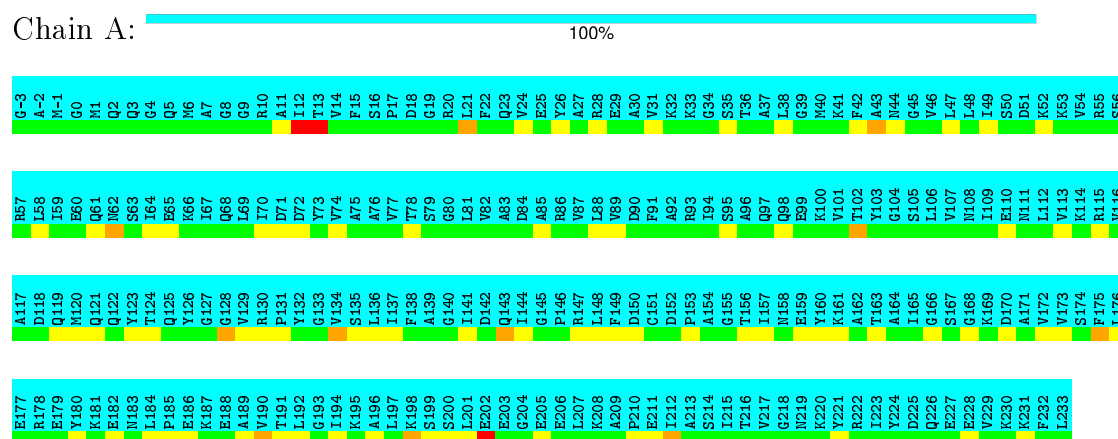 Chain A:
100%
G-3 A-2 M-1 G0 M1 Q2 Q3 G4 Q5 M6 A7 G8 G9 R10 A11 I12 T13 V14 F15 S16 P17 D18 G19 R20 L21 F22 Q23 V24 E25 Y26 A27 R28 E29 A30 V31 K32 K33 G34 S35 T36 A37 L38 G39 M40 K41 F42 A43 N44 G45 V46 L47 L48 I49 S50 D51 K52 K53 V54 R55 S56
R57 L58 I59 E60 Q61 N62 S63 I64 E65 K66 I67 Q68 L69 I70 D71 D72 Y73 V74 A75 A76 V77 T78 S79 G80 L81 V82 A83 D84 A85 R86 V87 L88 V89 D90 F91 A92 R93 I94 S95 A96 Q97 Q98 E99 K100 V101 T102 Y103 G104 S105 L106 V107 N108 I109 E110 N111 L112 V113 K114 R115 V116
A117 D118 Q119 M120 Q121 Q122 Y123 T124 Q125 Y126 G127 G128 V129 R130 P131 Y132 G133 V134 S135 L136 I137 F138 A139 G140 I141 D142 Q143 I144 G145 P146 R147 L148 F149 D150 C151 D152 P153 A154 G155 T156 I157 N158 E159 Y160 K161 A162 T163 A164 I165 G166 S167 G168 K169 D170 A171 V172 V173 S174 F175
E177 R178 E179 Y180 K181 E182 N183 L184 P185 E186 K187 E188 A189 V190 T191 L192 G193 I194 K195 A196 L197 K198 S199 S200 L201 E202 E203 G204 E205 E206 L207 K208 A209 P210 E211 I212 A213 S214 I215 T216 V217 G218 N219 K220 Y221 R222 I223 Y224 D225 Q226 E227 E228 V229 K230 K231 F232 L233